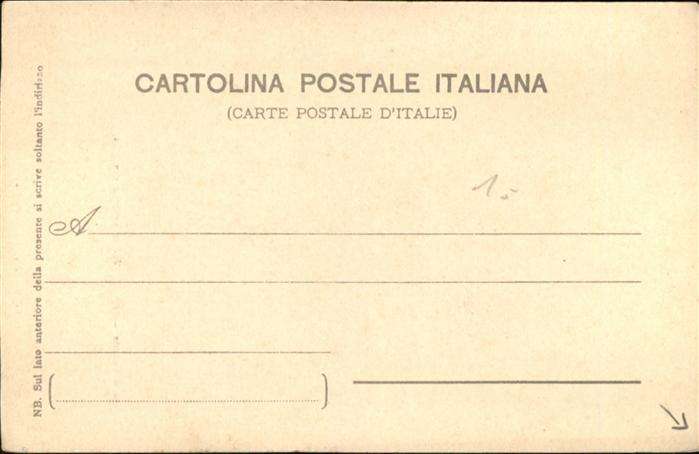 CARTOLINA POSTALE ITALIANA
(CARTE POSTALE D'ITALIE)
1.-
A
NB. Sul lato anteriore della presente si scrive soltanto l'indirizzo